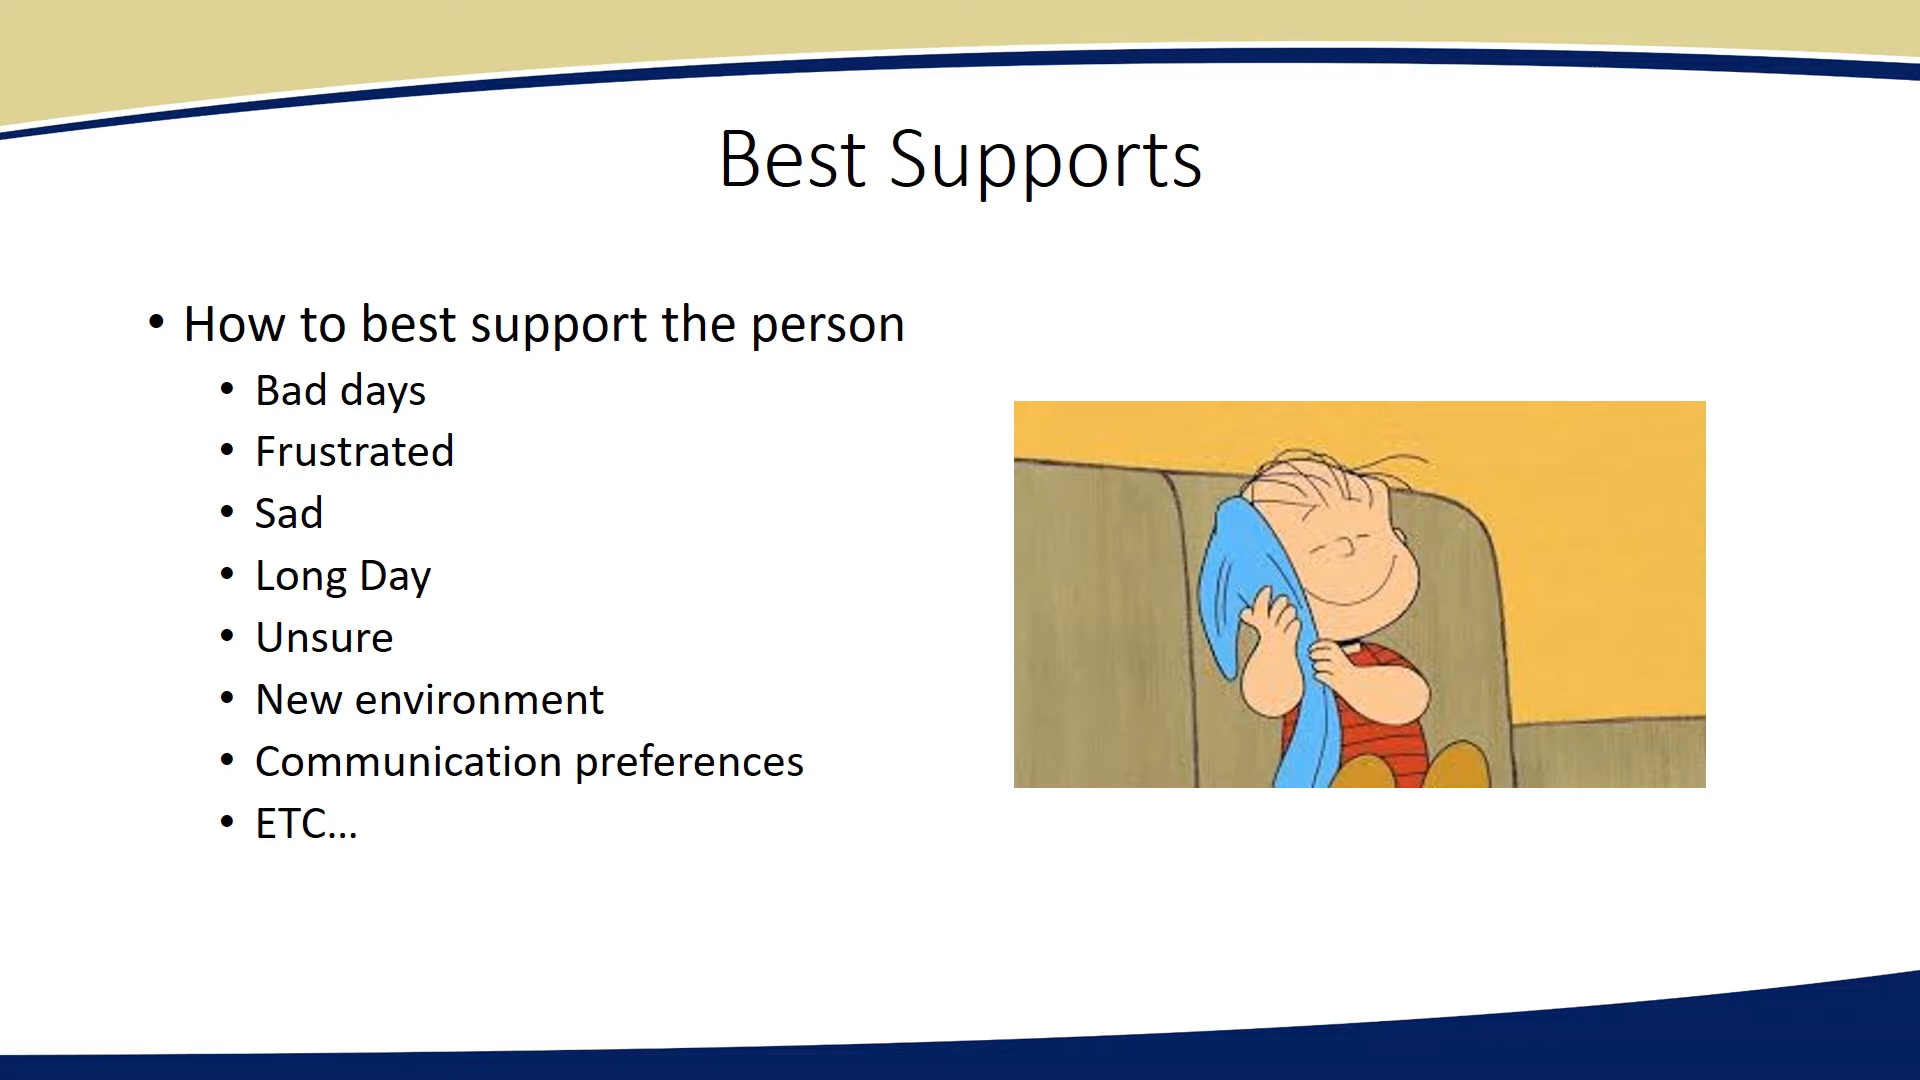 Best Supports
• How to best support the person
• Bad days
• Frustrated
• Sad
• Long Day
• Unsure
• New environment
• Communication preferences
• ETC...